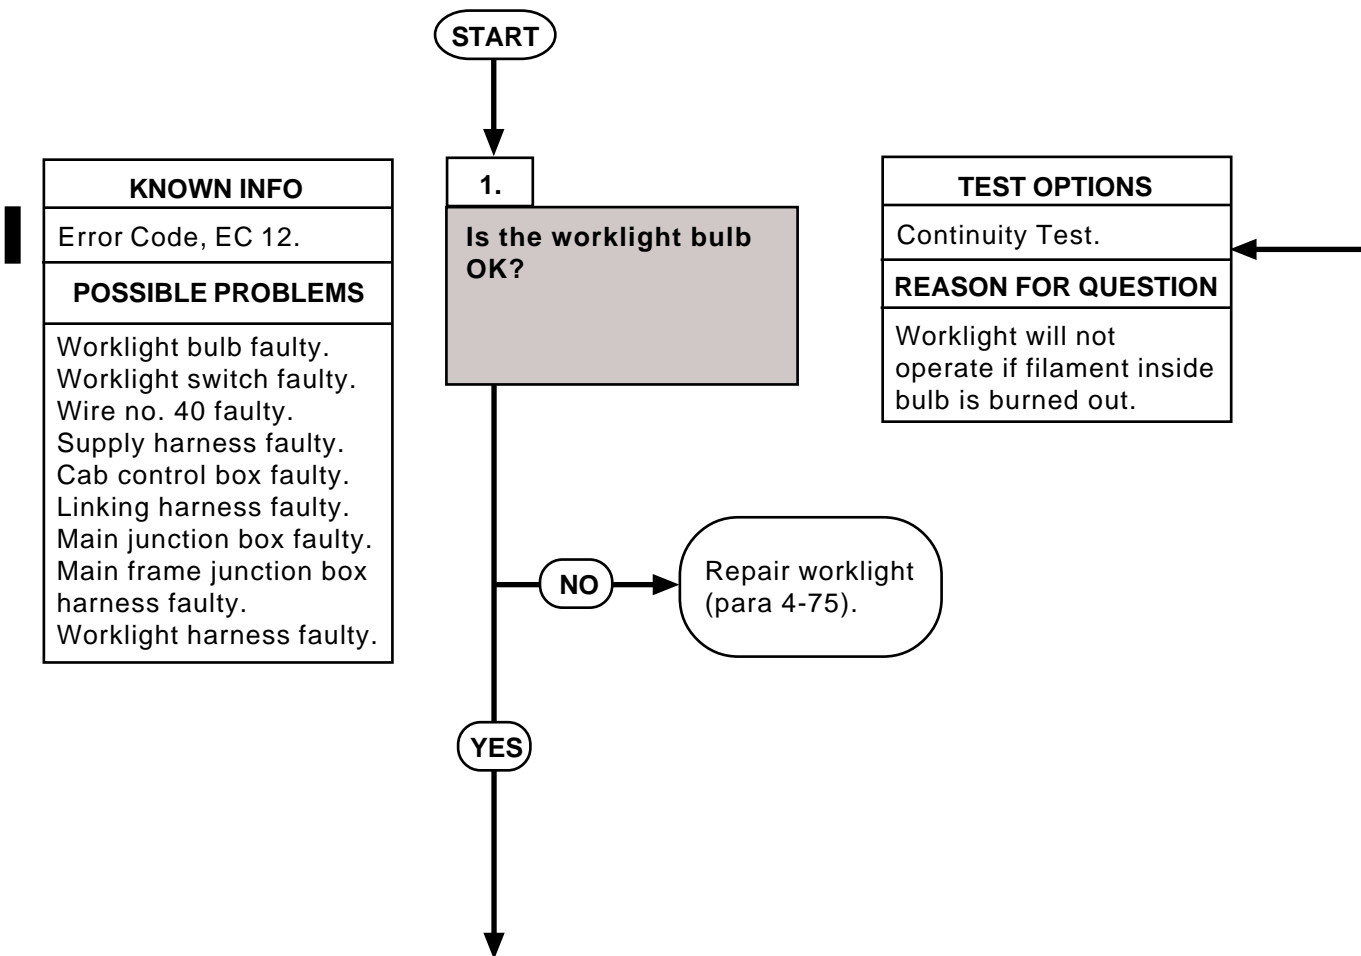 START
KNOWN INFO
Error Code, EC 12.
POSSIBLE PROBLEMS
Worklight bulb faulty.
Worklight switch faulty.
Wire no. 40 faulty.
Supply harness faulty.
Cab control box faulty.
Linking harness faulty.
Main junction box faulty.
Main frame junction box
harness faulty.
Worklight harness faulty.
1.
Is the worklight bulb
OK?
TEST OPTIONS
Continuity Test.
REASON FOR QUESTION
Worklight will not
operate if filament inside
bulb is burned out.
NO
Repair worklight
(para 4-75).
YES